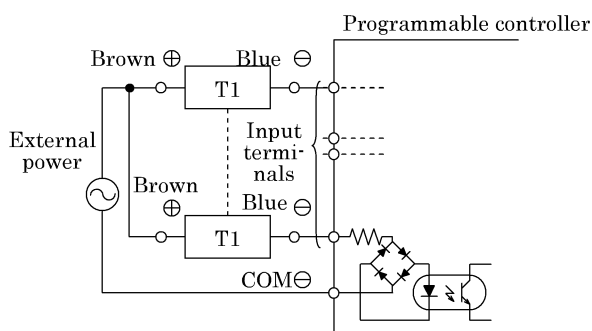 Programmable controller
Brown ⊕
Blue ⊖
T1
External
power
Input
termi-
nals
Brown
⊕
Blue ⊖
T1
COM⊖